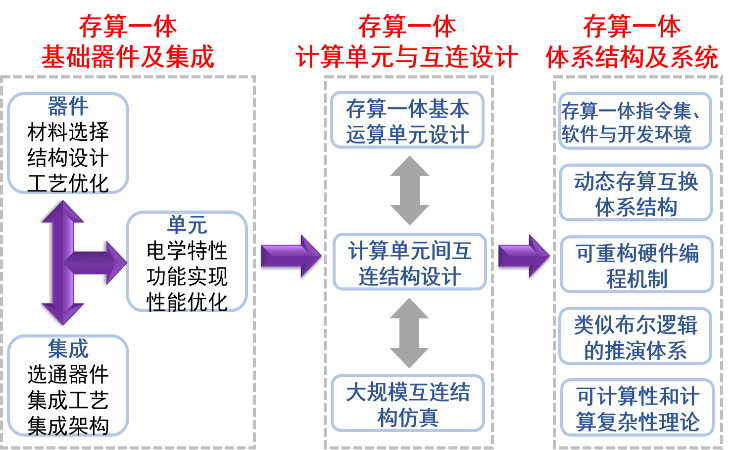 存算一体
基础器件及集成
器件
材料选择
结构设计
工艺优化
单元
电学特性
功能实现
性能优化
集成
选通器件
集成工艺
集成架构
存算一体
计算单元与互连设计
存算一体基本
运算单元设计
计算单元间互
连结构设计
大规模互连结
构仿真
存算一体
体系结构及系统
存算一体指令集、
软件与开发环境
动态存算互换
体系结构
可重构硬件编
程机制
类似布尔逻辑
的推演体系
可计算性和计
算复杂性理论